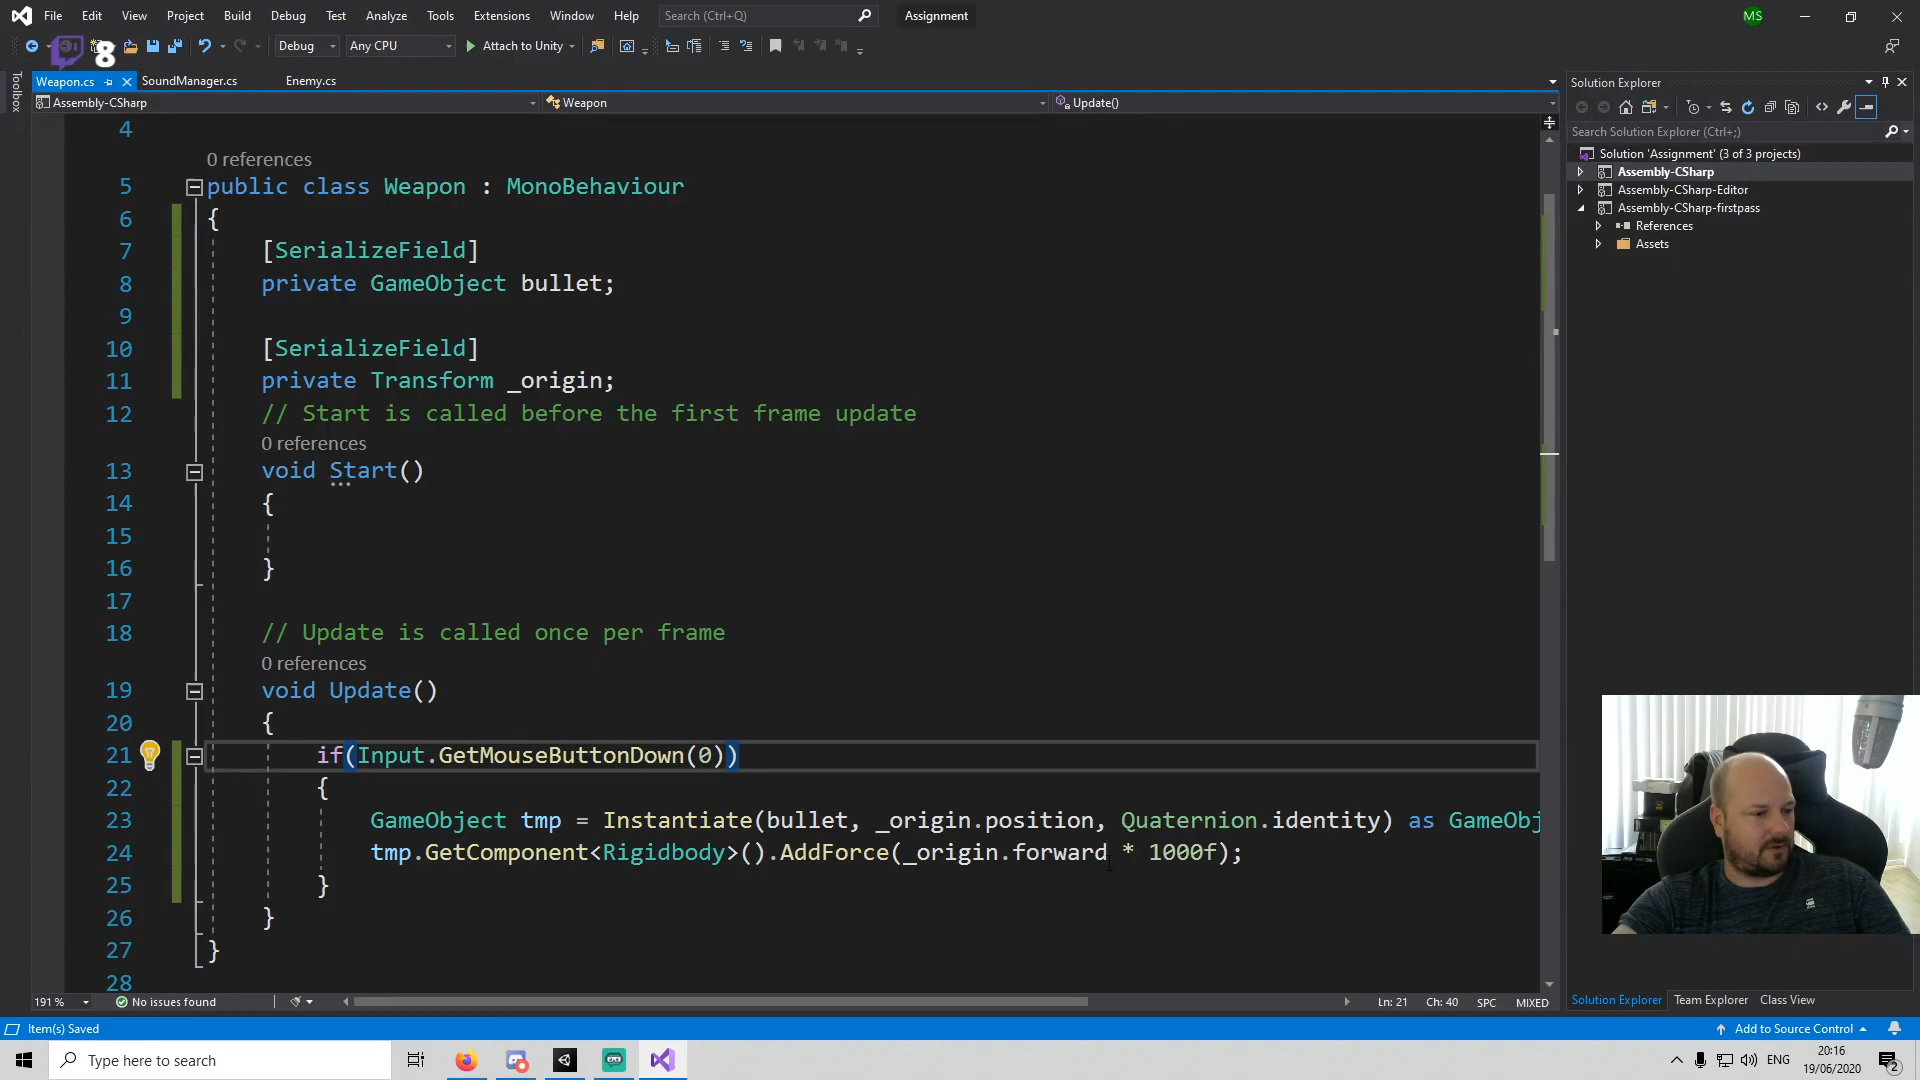 File Edit View Project Build Debug Test Analyze Tools Extensions Window Help Search (Ctrl+Q) Assignment MS
8 Debug Any CPU Attach to Unity
Toolbox
Weapon.cs SoundManager.cs Enemy.cs
Assembly-CSharp Weapon Update()
4
0 references
5 public class Weapon : MonoBehaviour
6 {
7 [SerializeField]
8 private GameObject bullet;
9
10 [SerializeField]
11 private Transform _origin;
12 // Start is called before the first frame update
0 references
13 void Start()
14 {
15
16 }
17
18 // Update is called once per frame
0 references
19 void Update()
20 {
21 if(Input.GetMouseButtonDown(0))
22 {
23 GameObject tmp = Instantiate(bullet, _origin.position, Quaternion.identity) as GameObj
24 tmp.GetComponent<Rigidbody>().AddForce(_origin.forward * 1000f);
25 }
26 }
27 }
28
191 % No issues found Ln: 21 Ch: 40 SPC MIXED
Solution Explorer
Search Solution Explorer (Ctrl+;)
Solution 'Assignment' (3 of 3 projects)
Assembly-CSharp
Assembly-CSharp-Editor
Assembly-CSharp-firstpass
References
Assets
Solution Explorer Team Explorer Class View
Item(s) Saved Add to Source Control
Type here to search ENG 20:16
19/06/2020 2